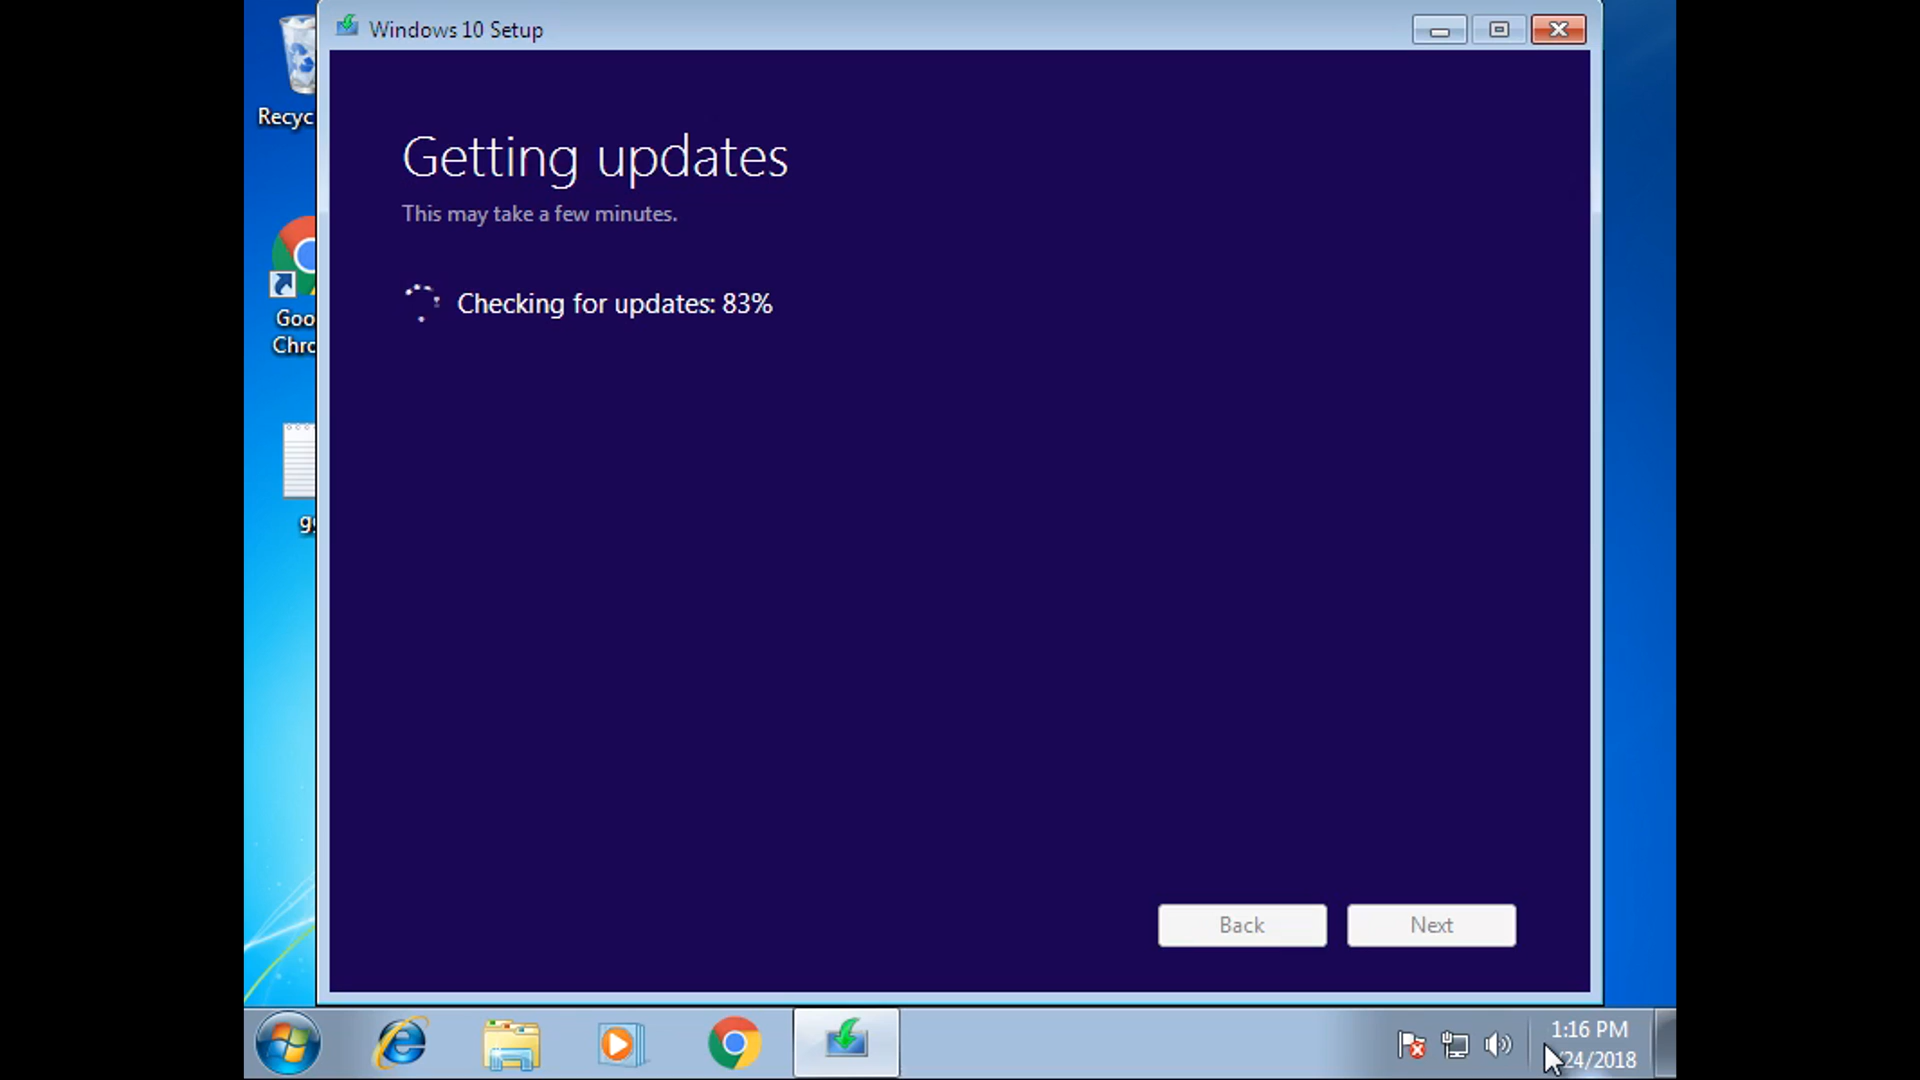 Windows 10 Setup
Recyc
Getting updates
This may take a few minutes.
Checking for updates: 83%
Goo
Chro
Back
Next
1:16 PM
/24/2018